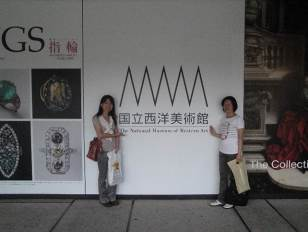 GS
指輪
国立西洋美術館
The National Museum of Western Art
The Collecti